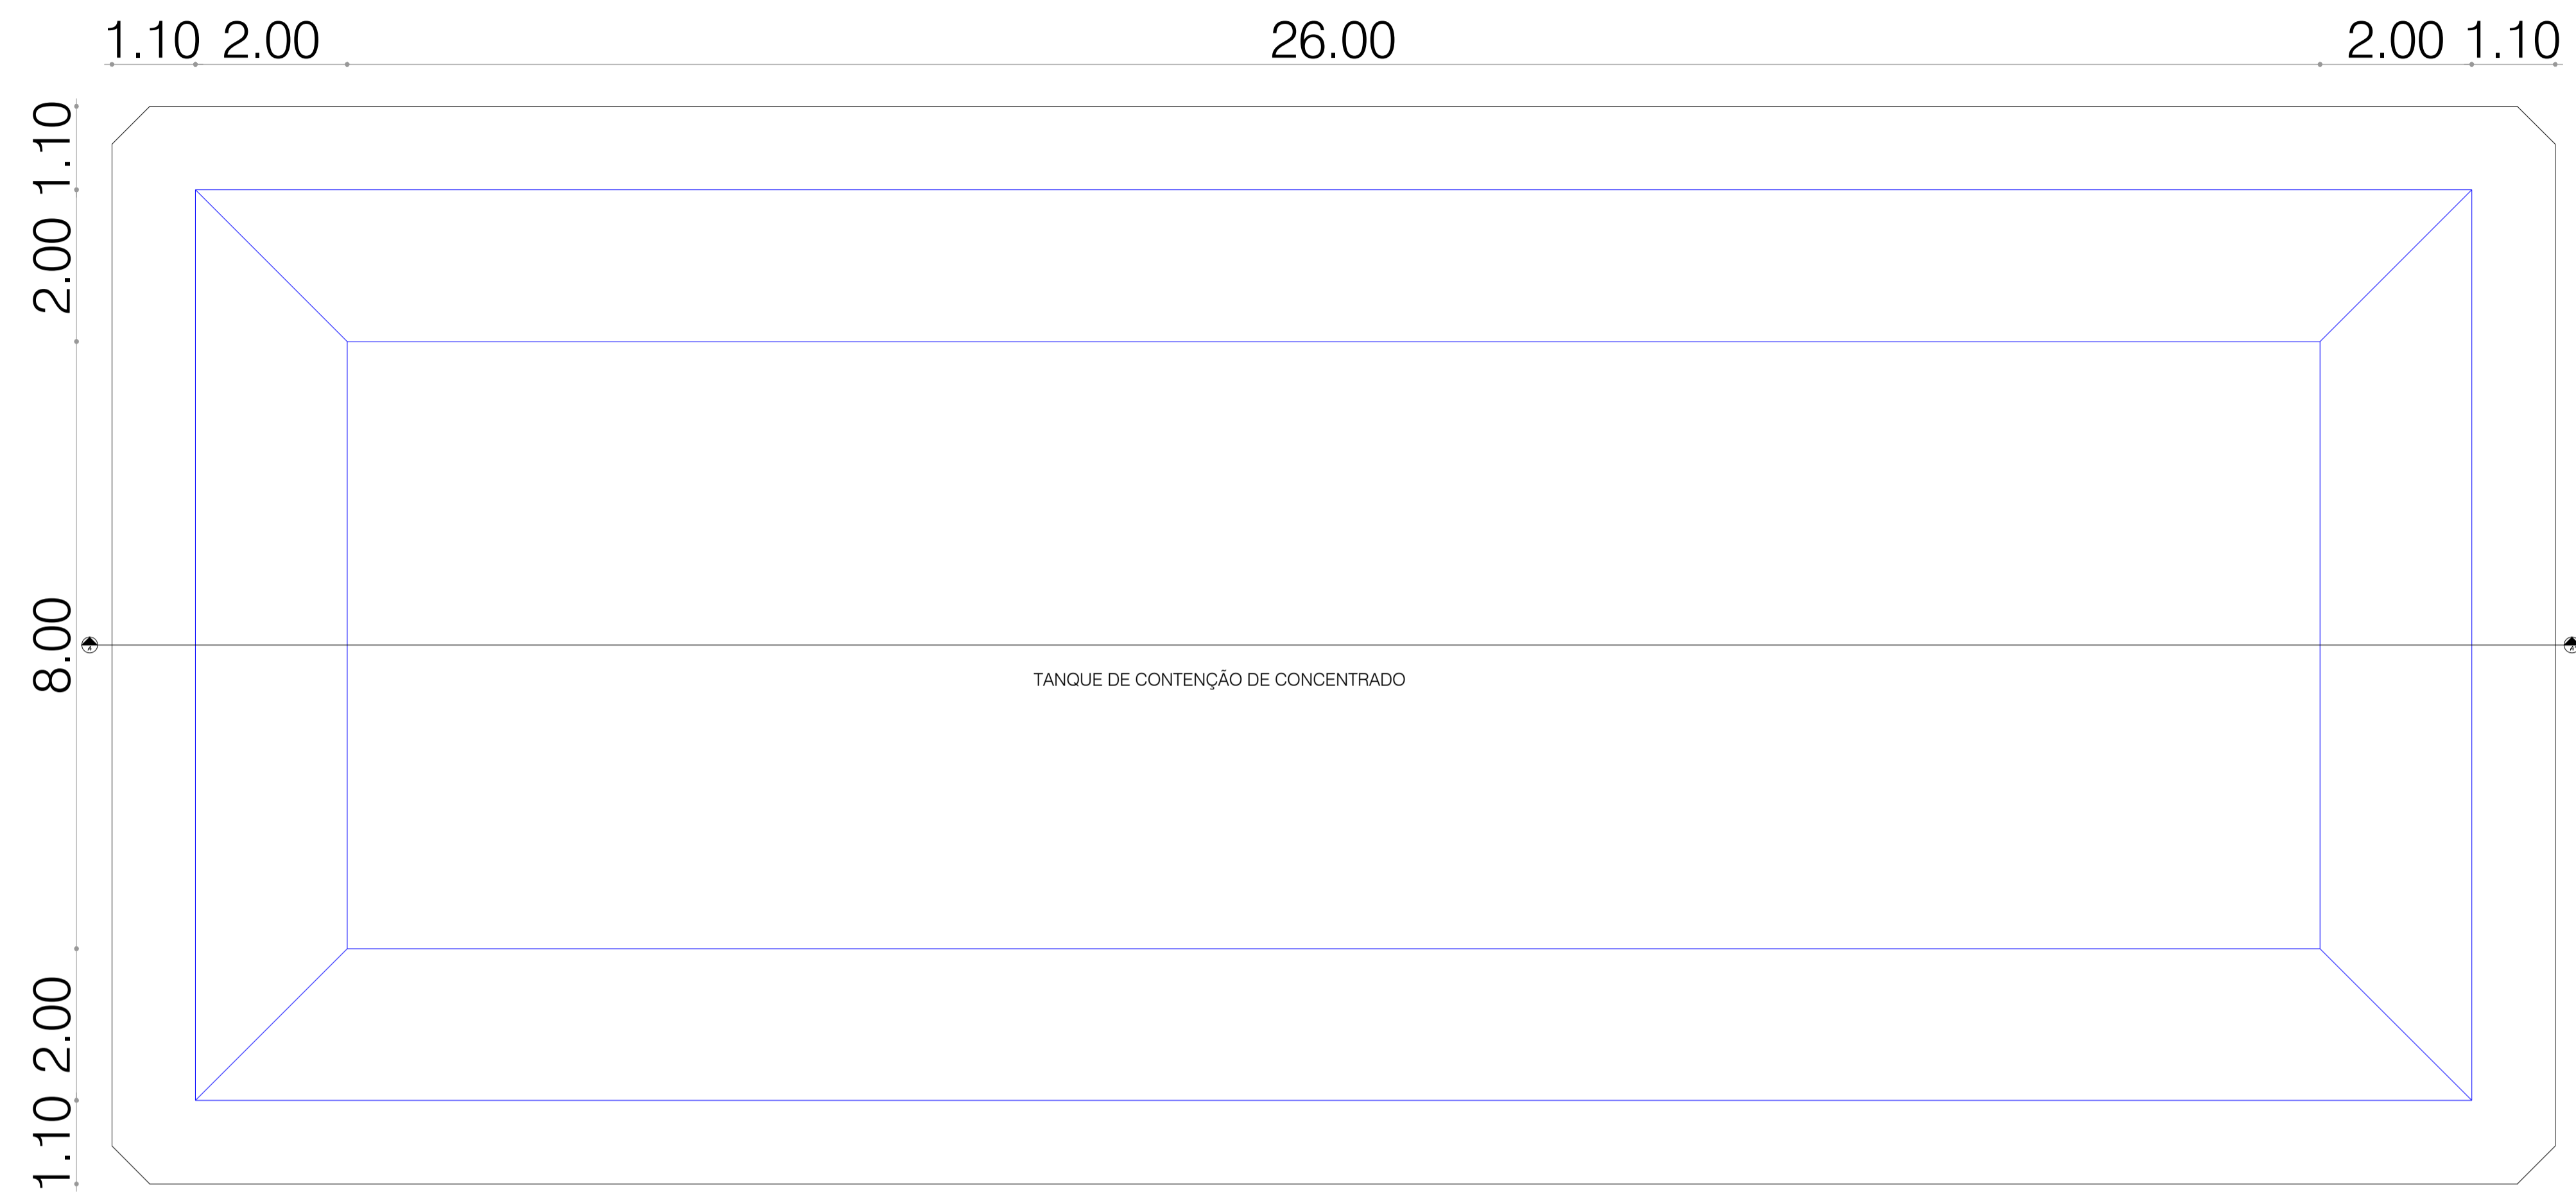 1.10 2.00 26.00 2.00 1.10
1.10
2.00
8.00
2.00
1.10
A
A
TANQUE DE CONTENÇÃO DE CONCENTRADO